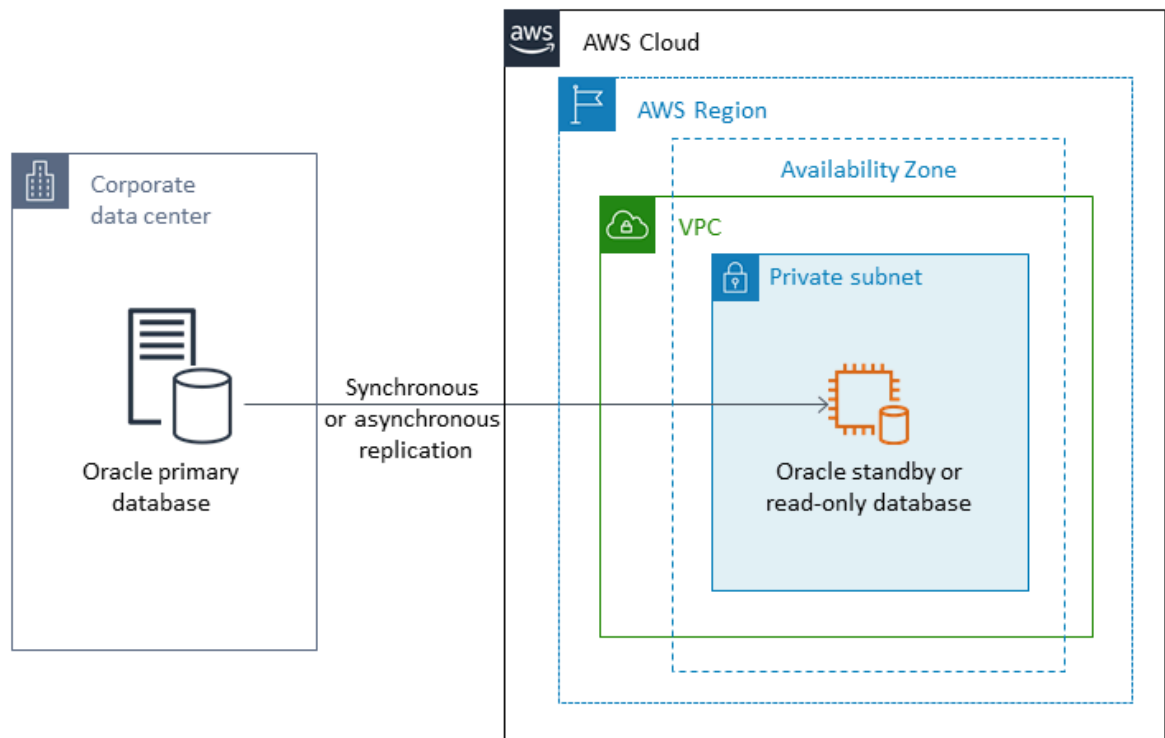 aws
AWS Cloud
AWS Region
Availability Zone
Corporate
data center
VPC
Private subnet
Synchronous
or asynchronous
replication
Oracle primary
database
Oracle standby or
read-only database